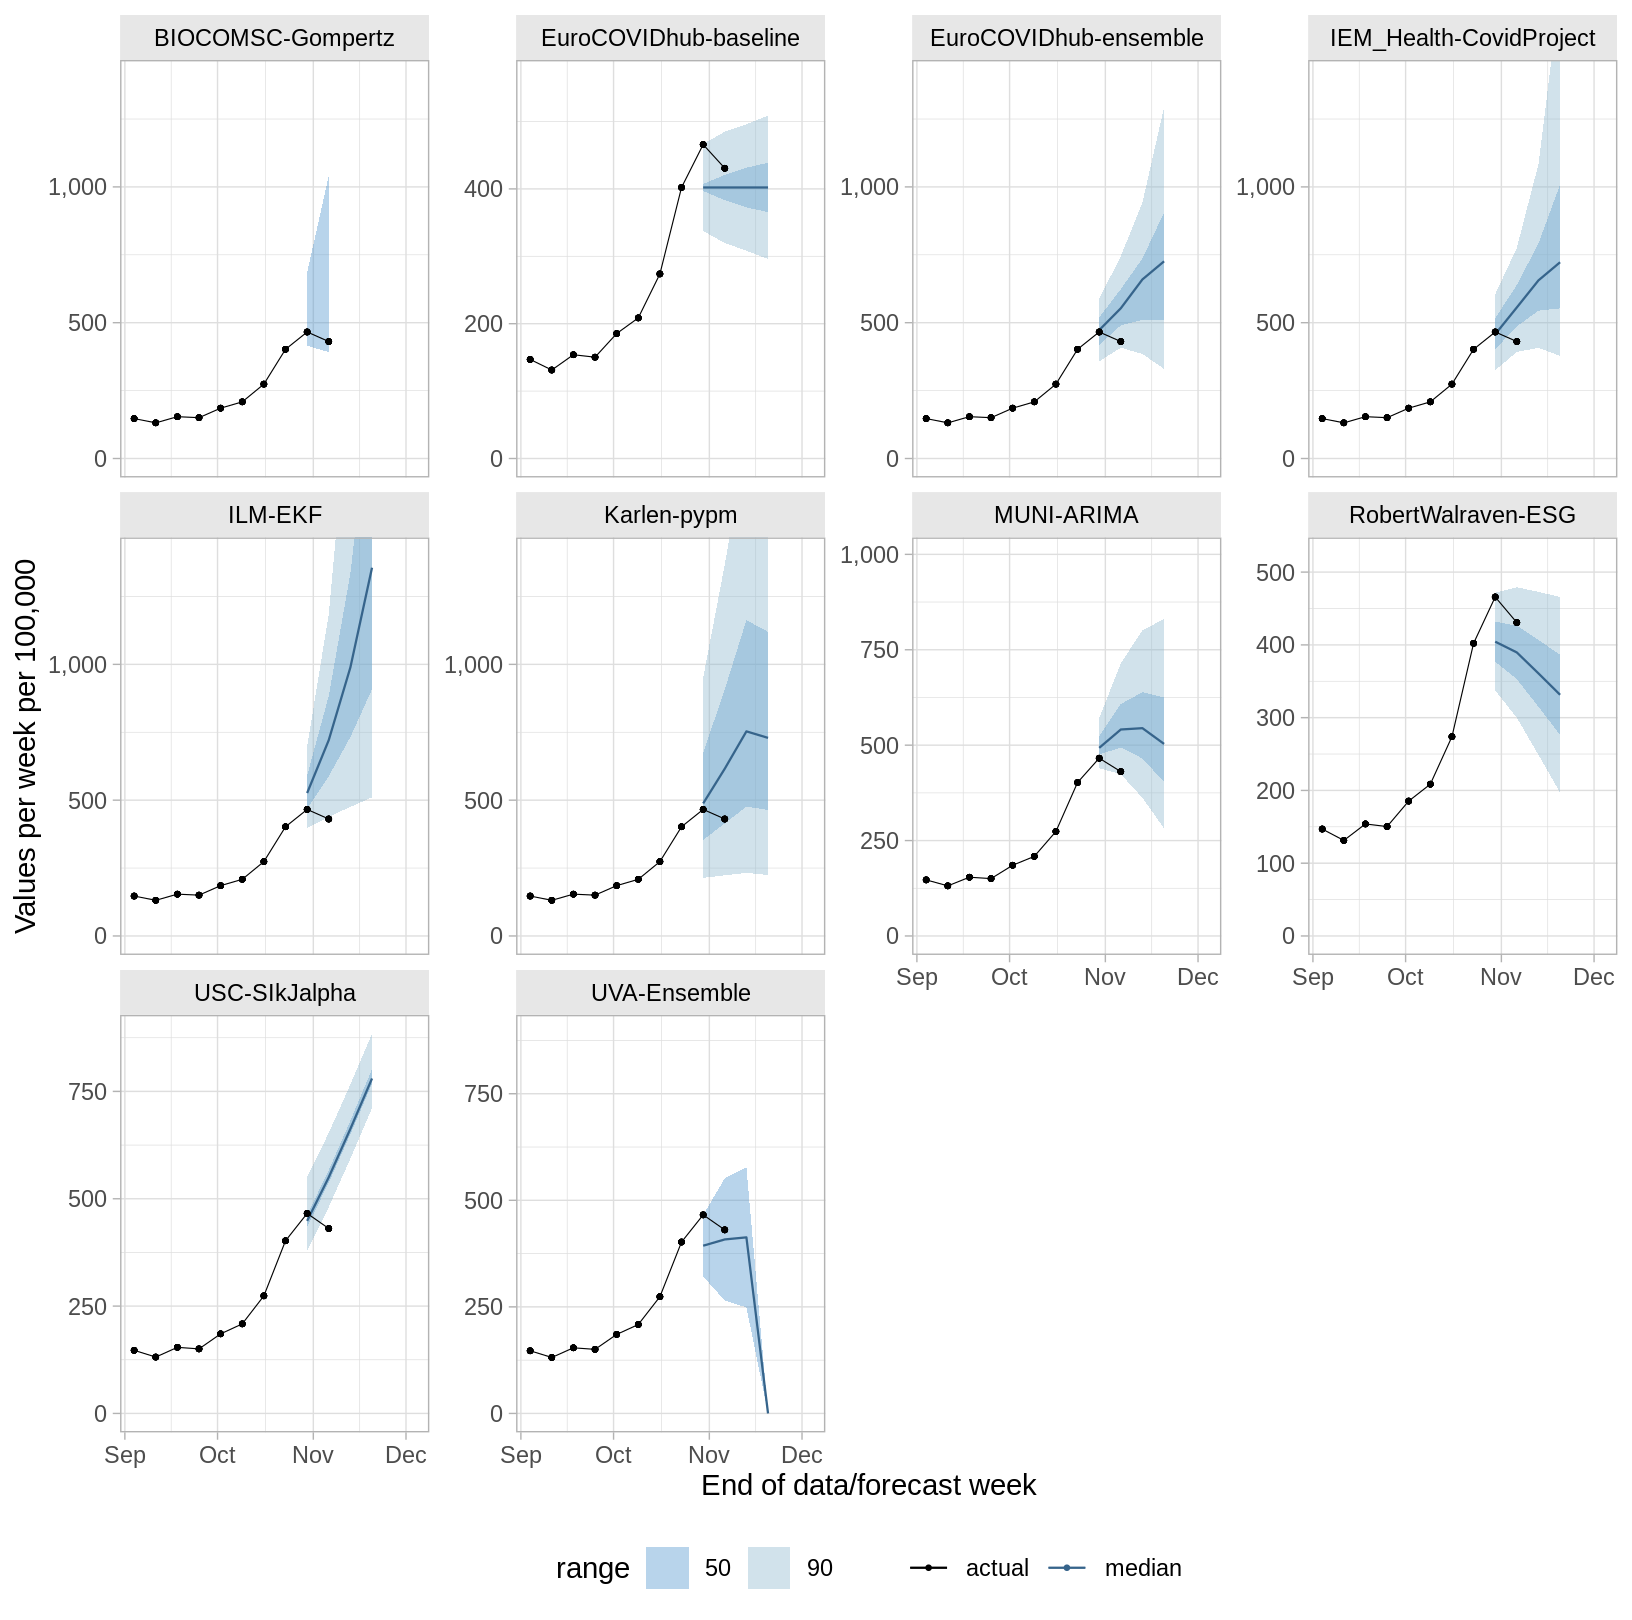 BIOCOMSC-Gompertz
EuroCOVIDhub-baseline
EuroCOVIDhub-ensemble
IEM_Health-CovidProject
1,000
500
0
400
200
0
1,000
500
0
1,000
500
0
ILM-EKF
Karlen-pypm
MUNI-ARIMA
RobertWalraven-ESG
1,000
500
0
1,000
500
0
1,000
750
500
250
0
500
400
300
200
100
0
Sep Oct Nov Dec
Sep Oct Nov Dec
USC-SIkJalpha
UVA-Ensemble
750
500
250
0
750
500
250
0
Sep Oct Nov Dec
Sep Oct Nov Dec
Values per week per 100,000
End of data/forecast week
range 50 90 actual median